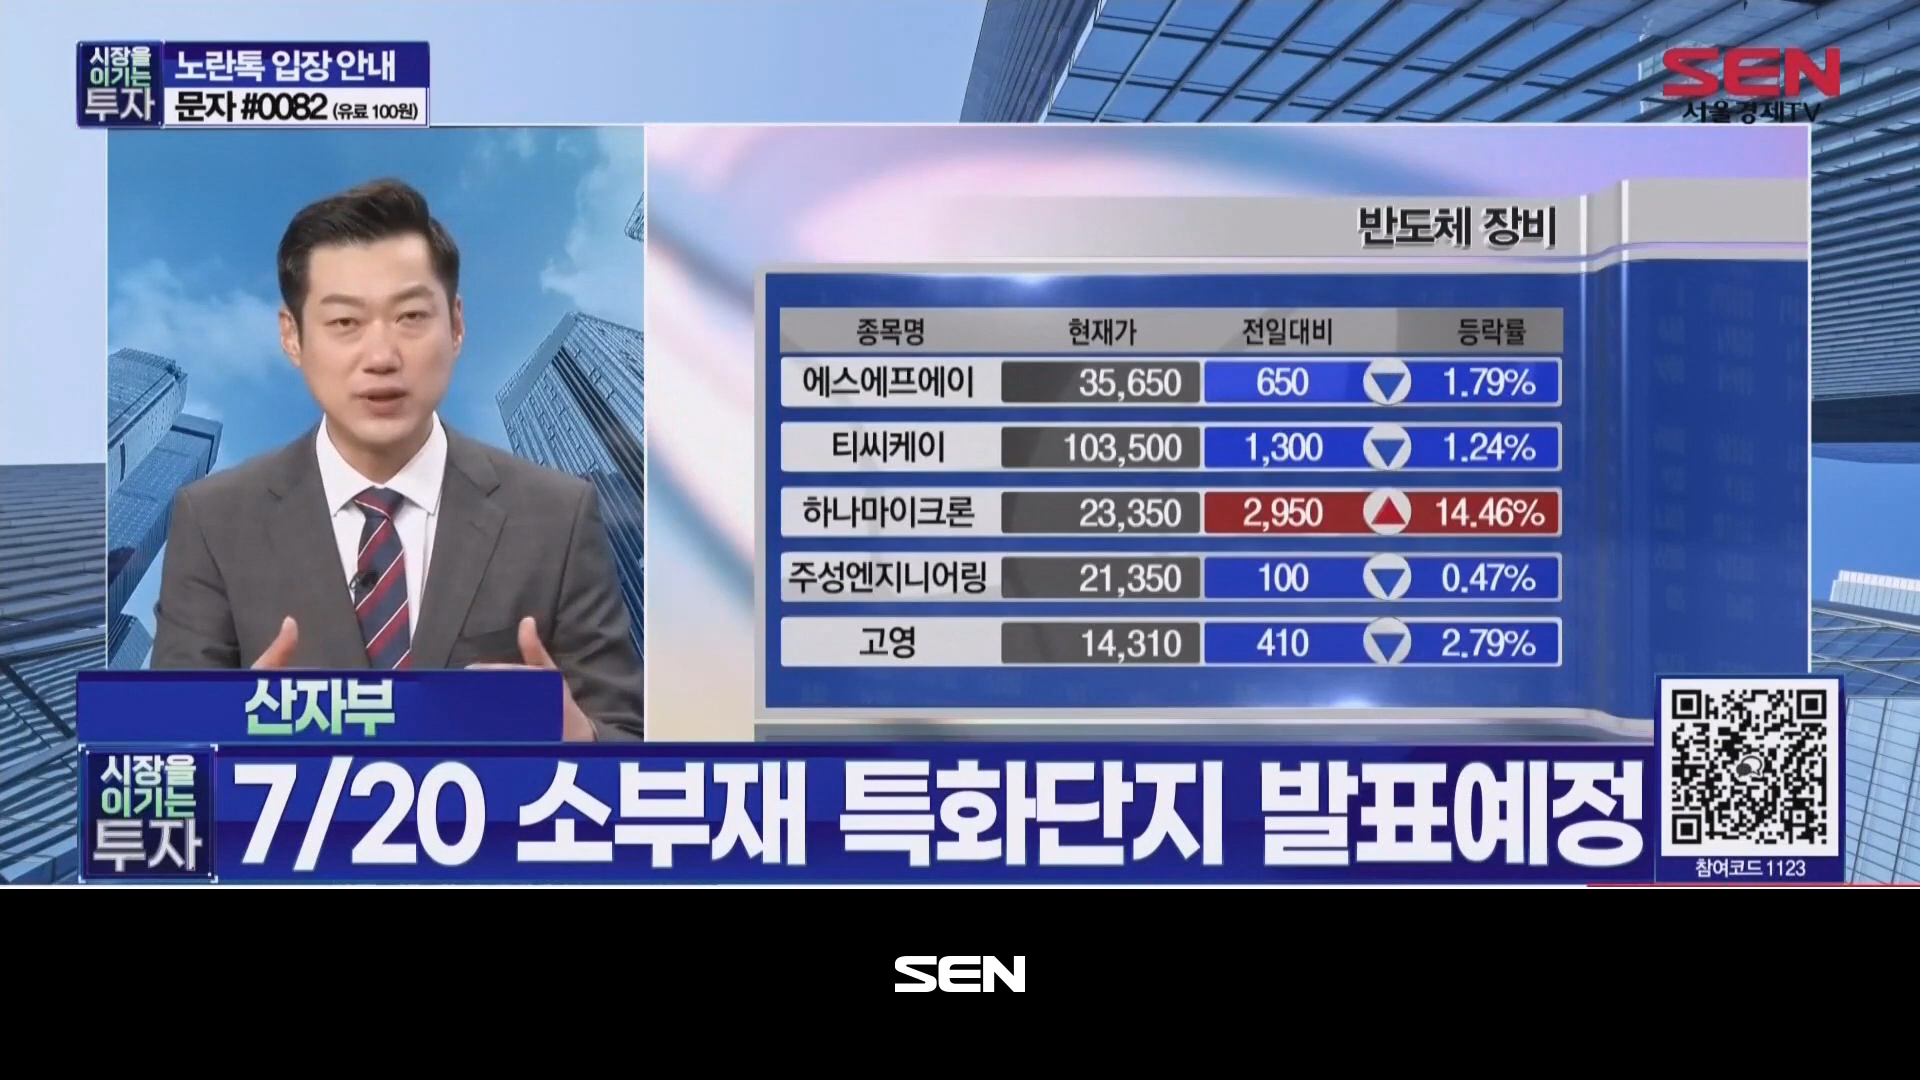 시장을
이기는
투자
노란톡 입장 안내
문자 #0082 (유료 100원)
SEN
서울경제TV
반도체 장비
종목명 현재가 전일대비 등락률
에스에프에이 35,650 650 ▼ 1.79%
티씨케이 103,500 1,300 ▼ 1.24%
하나마이크론 23,350 2,950 ▲ 14.46%
주성엔지니어링 21,350 100 ▼ 0.47%
고영 14,310 410 ▼ 2.79%
산자부
시장을
이기는
투자
7/20 소부재 특화단지 발표예정
참여코드 1123
SEN